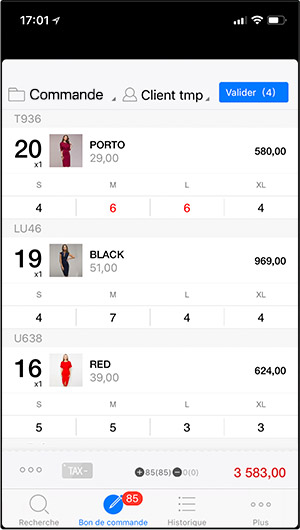 17:01
Commande Client tmp Valider (4)
T936
20 x1 PORTO 580,00
29,00
S M L XL
4 6 6 4
LU46
19 x1 BLACK 969,00
51,00
S M L XL
4 7 4 4
U638
16 x1 RED 624,00
39,00
S M L XL
5 5 3 3
TAX- 85(85) 0(0) 3 583,00
85
Recherche Bon de commande Historique Plus